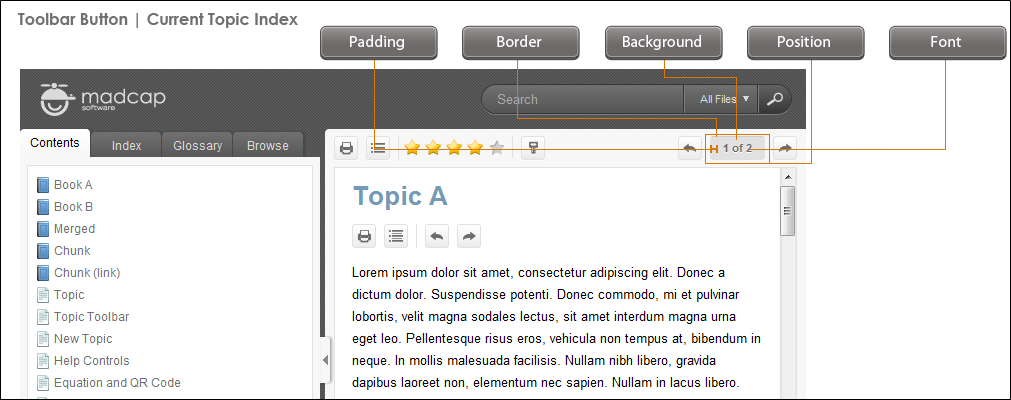 Toolbar Button | Current Topic Index
Padding
Border
Background
Position
Font
madcap
software
Search
All Files
Contents
Index
Glossary
Browse
1 of 2
Book A
Book B
Merged
Chunk
Chunk (link)
Topic
Topic Toolbar
New Topic
Help Controls
Equation and QR Code
Topic A
Lorem ipsum dolor sit amet, consectetur adipiscing elit. Donec a
dictum dolor. Suspendisse potenti. Donec commodo, mi et pulvinar
lobortis, velit magna sodales lectus, sit amet interdum magna urna
eget leo. Pellentesque risus eros, vehicula non tempus at, bibendum in
neque. In mollis malesuada facilisis. Nullam nibh libero, gravida
dapibus laoreet non, elementum nec sapien. Nullam in lacus libero.